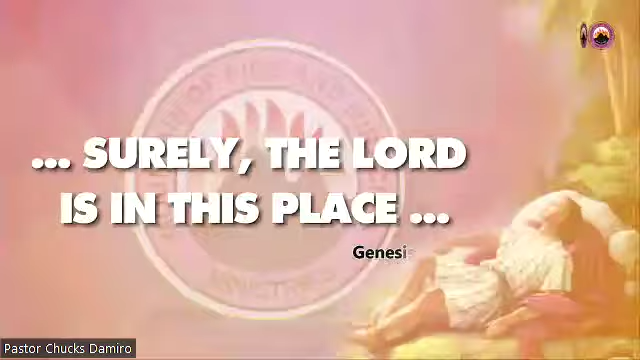 ... SURELY, THE LORD
IS IN THIS PLACE ...
Genesis
Pastor Chucks Damiro